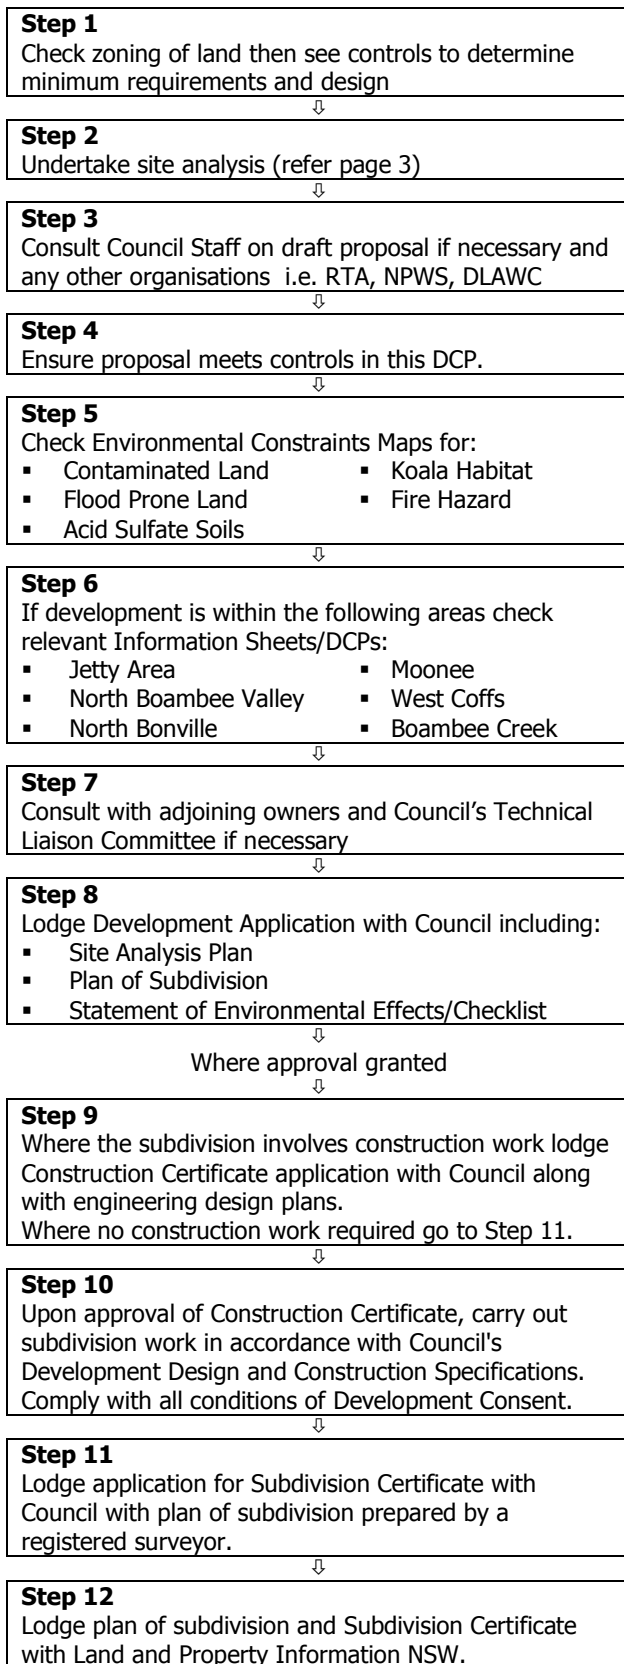 Step 1
Check zoning of land then see controls to determine
minimum requirements and design
⇩
Step 2
Undertake site analysis (refer page 3)
⇩
Step 3
Consult Council Staff on draft proposal if necessary and
any other organisations  i.e. RTA, NPWS, DLAWC
⇩
Step 4
Ensure proposal meets controls in this DCP.
⇩
Step 5
Check Environmental Constraints Maps for:
▪ Contaminated Land ▪ Koala Habitat
▪ Flood Prone Land ▪ Fire Hazard
▪ Acid Sulfate Soils
⇩
Step 6
If development is within the following areas check
relevant Information Sheets/DCPs:
▪ Jetty Area ▪ Moonee
▪ North Boambee Valley ▪ West Coffs
▪ North Bonville ▪ Boambee Creek
⇩
Step 7
Consult with adjoining owners and Council's Technical
Liaison Committee if necessary
⇩
Step 8
Lodge Development Application with Council including:
▪ Site Analysis Plan
▪ Plan of Subdivision
▪ Statement of Environmental Effects/Checklist
⇩
Where approval granted
⇩
Step 9
Where the subdivision involves construction work lodge
Construction Certificate application with Council along
with engineering design plans.
Where no construction work required go to Step 11.
⇩
Step 10
Upon approval of Construction Certificate, carry out
subdivision work in accordance with Council's
Development Design and Construction Specifications.
Comply with all conditions of Development Consent.
⇩
Step 11
Lodge application for Subdivision Certificate with
Council with plan of subdivision prepared by a
registered surveyor.
⇩
Step 12
Lodge plan of subdivision and Subdivision Certificate
with Land and Property Information NSW.